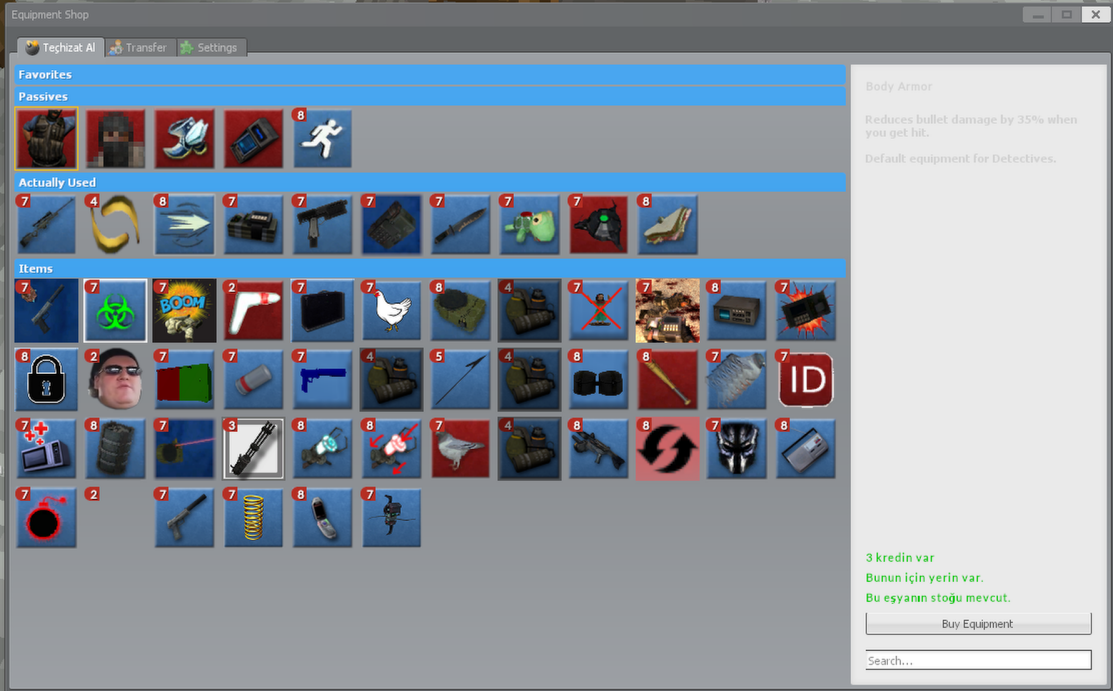 Equipment Shop
Teçhizat Al Transfer Settings
Favorites
Passives
8
Actually Used
7 4 8 7 7 7 7 7 7 8
Items
7 7 7 2 7 7 8 4 7 7 8 7
BOOM
8 2 7 7 7 4 5 4 8 8 7 7
ID
7 8 7 3 8 8 7 4 8 8 7 8
7 2 7 7 8 7
Body Armor
Reduces bullet damage by 35% when
you get hit.
Default equipment for Detectives.
3 kredin var
Bunun için yerin var.
Bu eşyanın stoğu mevcut.
Buy Equipment
Search...